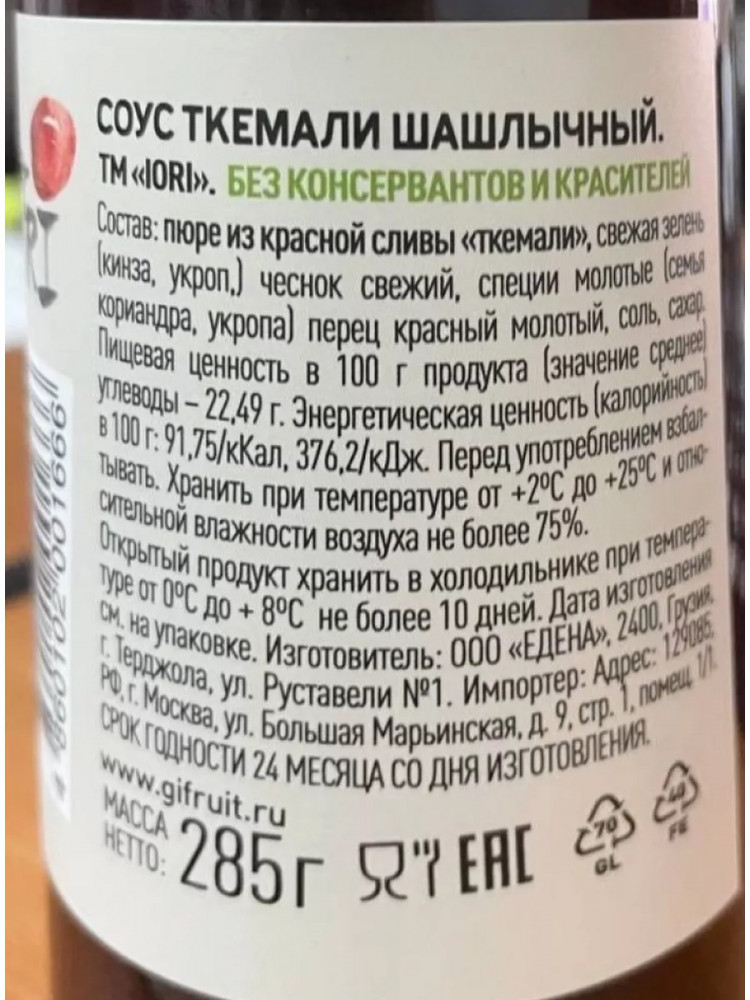 СОУС ТКЕМАЛИ ШАШЛЫЧНЫЙ.
ТМ «IORI». БЕЗ КОНСЕРВАНТОВ И КРАСИТЕЛЕЙ
Состав: пюре из красной сливы «ткемали», свежая зелень
(кинза, укроп,) чеснок свежий, специи молотые (семья
кориандра, укропа) перец красный молотый, соль, сахар.
Пищевая ценность в 100 г продукта (значение среднее)
углеводы – 22,49 г. Энергетическая ценность (калорийность)
в 100 г: 91,75/кКал, 376,2/кДж. Перед употреблением взбал-
тывать. Хранить при температуре от +2°C до +25°C и отно-
сительной влажности воздуха не более 75%.
Открытый продукт хранить в холодильнике при темпера-
туре от 0°C до + 8°C не более 10 дней. Дата изготовления
см. на упаковке. Изготовитель: ООО «ЕДЕНА», 2400, Грузия,
г. Терджола, ул. Руставели №1. Импортер: Адрес: 129085,
РФ, г. Москва, ул. Большая Марьинская, д. 9, стр. 1, помещ. 1/1.
СРОК ГОДНОСТИ 24 МЕСЯЦА СО ДНЯ ИЗГОТОВЛЕНИЯ.
www.gifruit.ru
МАССА
НЕТТО: 285г
EAC
70
GL
40
FE